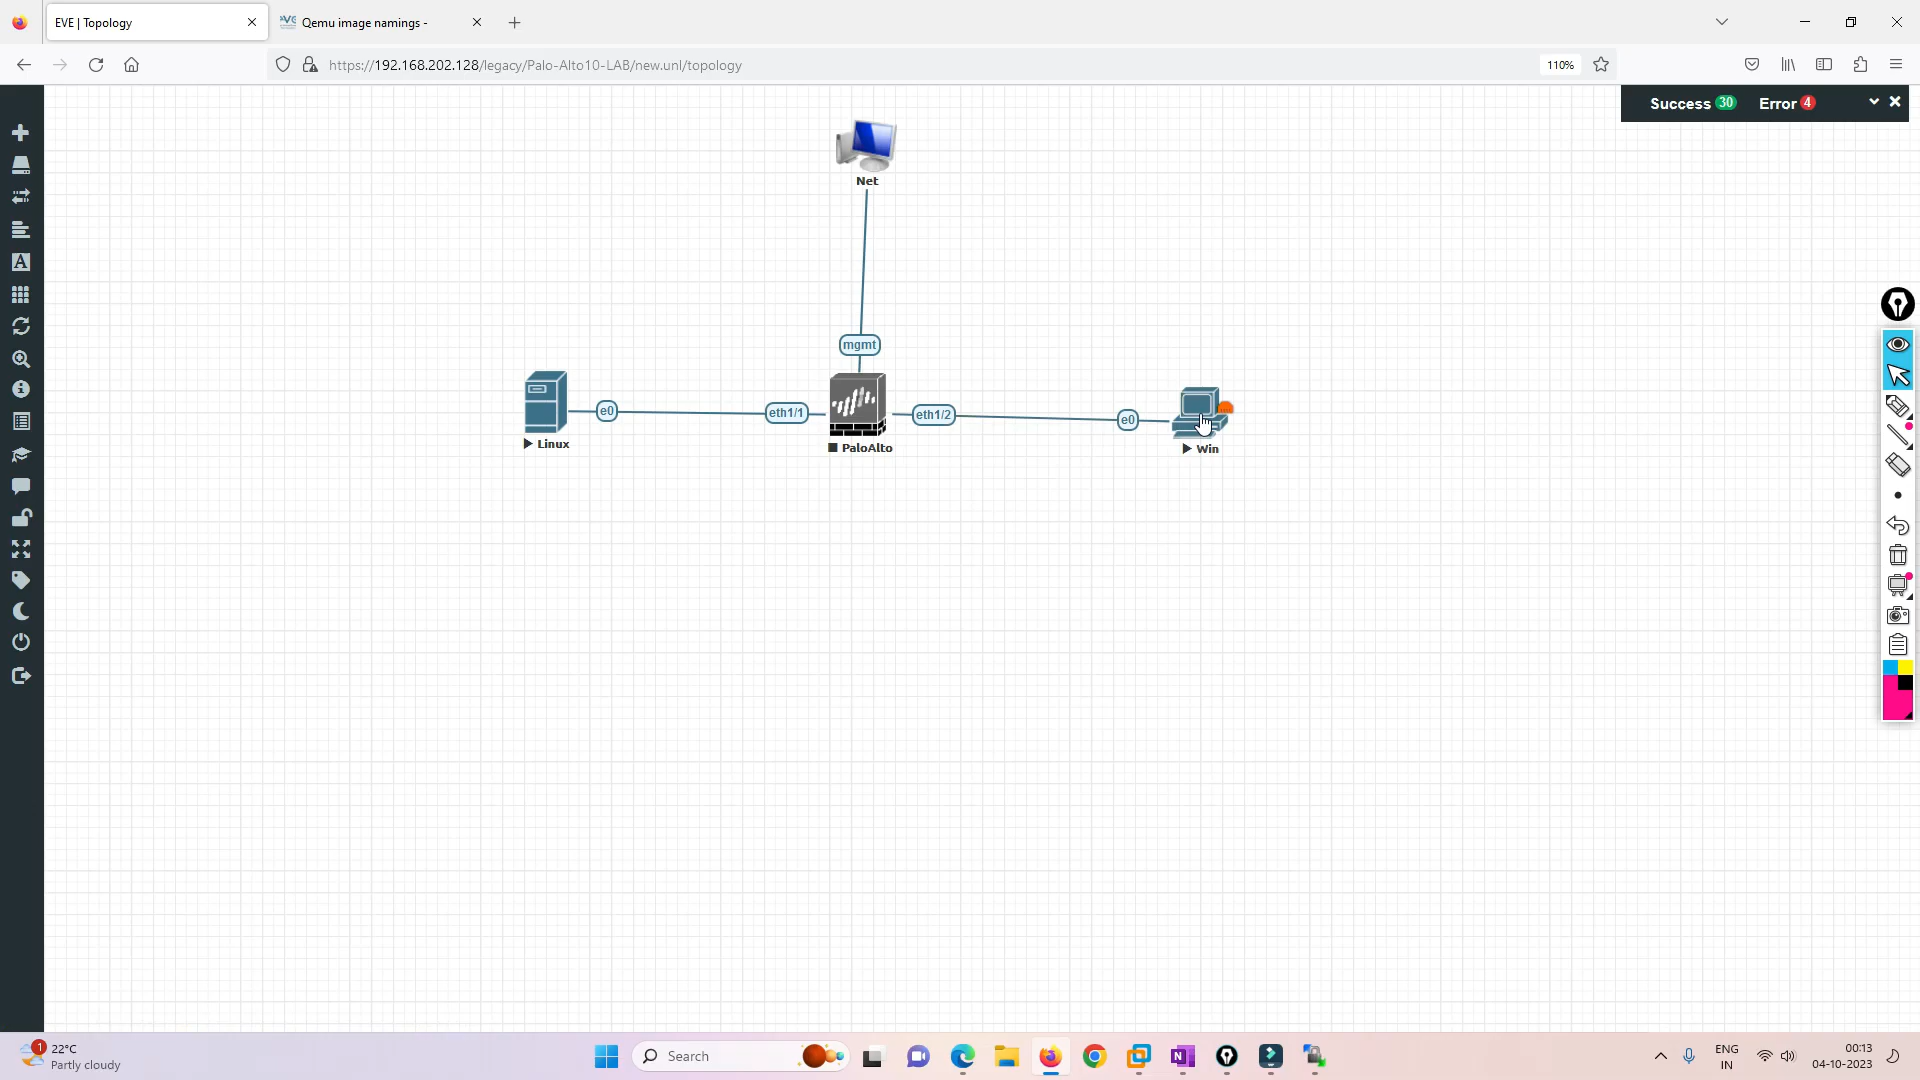 EVE | Topology
Qemu image namings -
https://192.168.202.128/legacy/Palo-Alto10-LAB/new.unl/topology
110%
Success 30 Error 4
Net
mgmt
e0
eth1/1
eth1/2
e0
Linux
PaloAlto
Win
1
22°C
Partly cloudy
Search
ENG
IN
00:13
04-10-2023